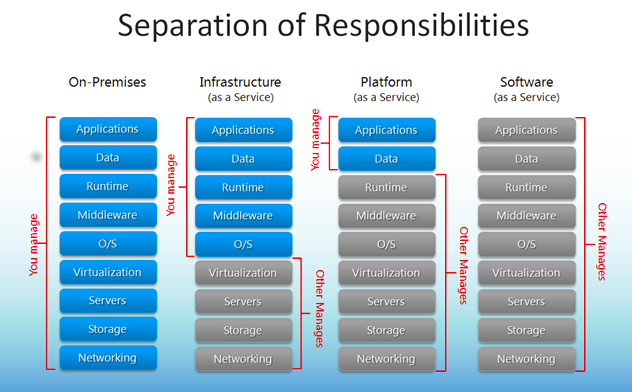 Separation of Responsibilities
On-Premises
Applications
Data
Runtime
Middleware
O/S
Virtualization
Servers
Storage
Networking
You manage
Infrastructure
(as a Service)
Applications
Data
Runtime
Middleware
O/S
Virtualization
Servers
Storage
Networking
You manage
Other Manages
Platform
(as a Service)
Applications
Data
Runtime
Middleware
O/S
Virtualization
Servers
Storage
Networking
You manage
Other Manages
Software
(as a Service)
Applications
Data
Runtime
Middleware
O/S
Virtualization
Servers
Storage
Networking
Other Manages